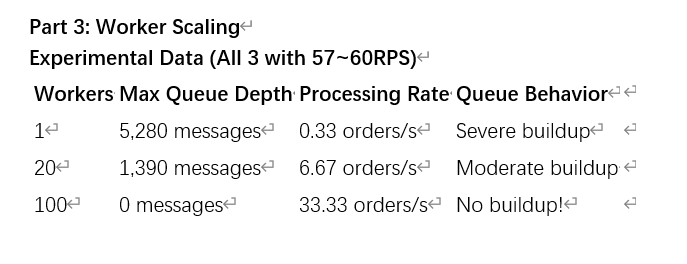 Part 3: Worker Scaling
Experimental Data (All 3 with 57~60RPS)
Workers Max Queue Depth Processing Rate Queue Behavior
1 5,280 messages 0.33 orders/s Severe buildup
20 1,390 messages 6.67 orders/s Moderate buildup
100 0 messages 33.33 orders/s No buildup!